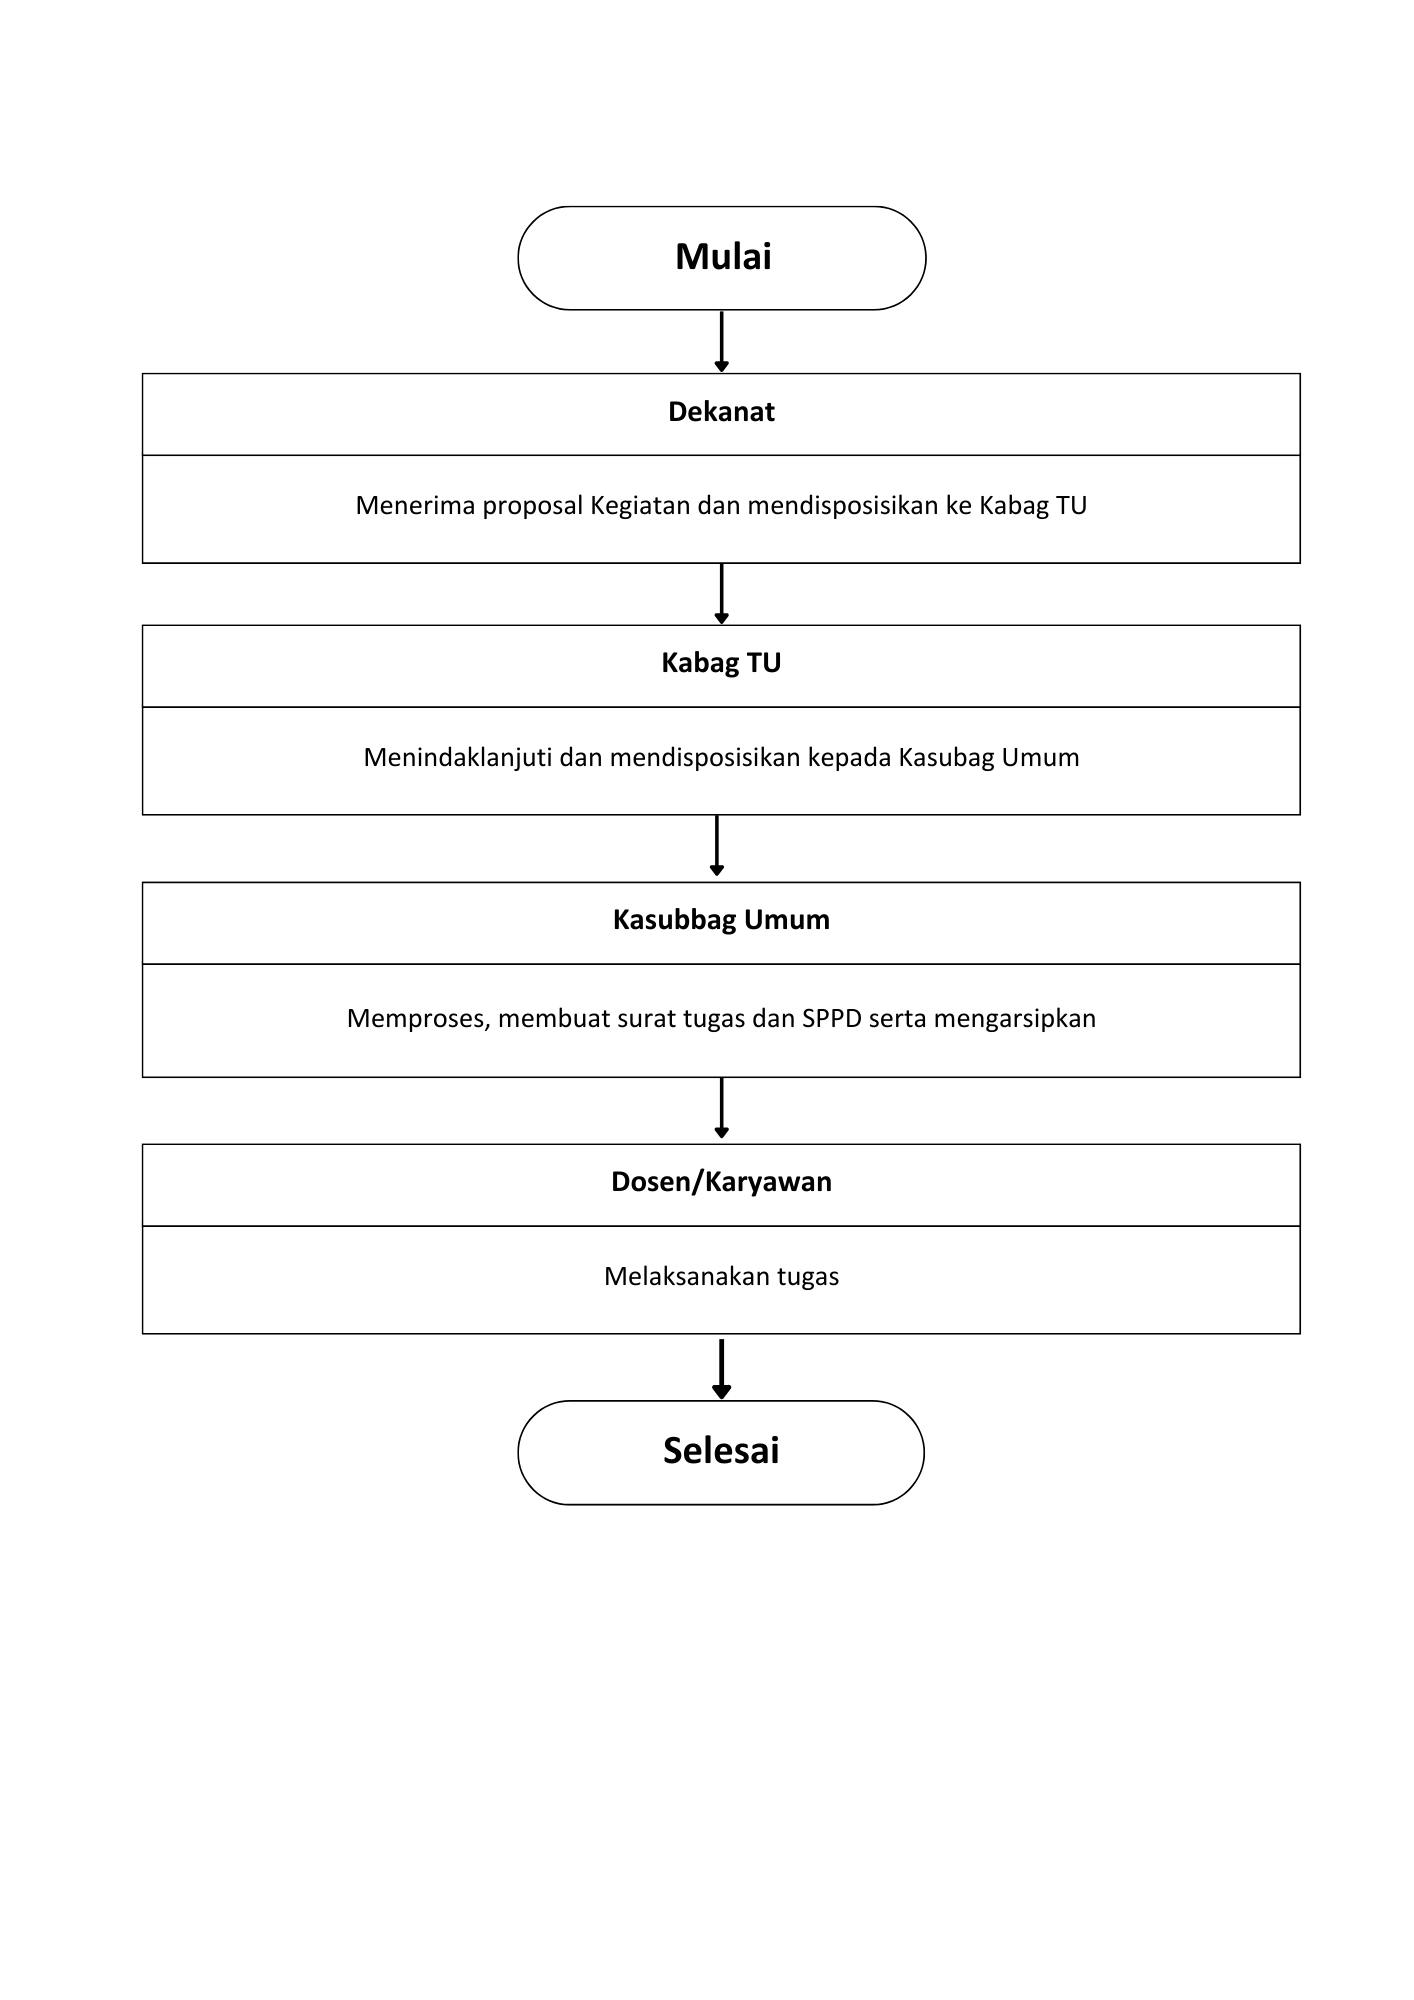 Mulai
Dekanat
Menerima proposal Kegiatan dan mendisposisikan ke Kabag TU
Kabag TU
Menindaklanjuti dan mendisposisikan kepada Kasubag Umum
Kasubbag Umum
Memproses, membuat surat tugas dan SPPD serta mengarsipkan
Dosen/Karyawan
Melaksanakan tugas
Selesai